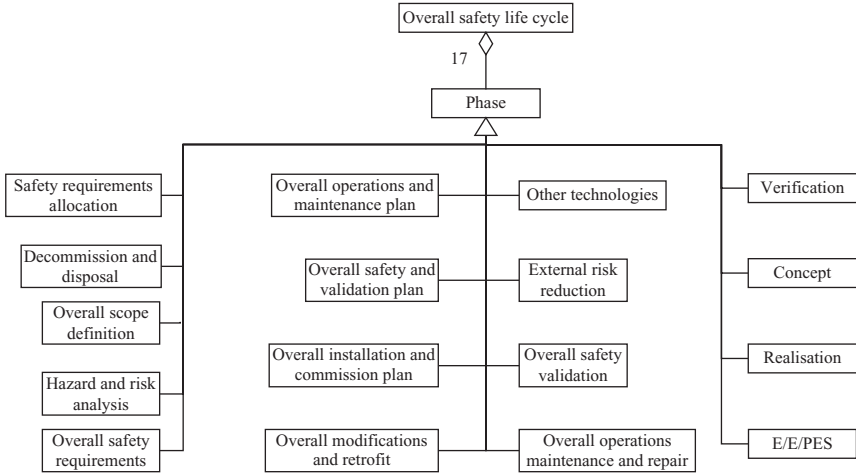 Overall safety life cycle
17
Phase
Safety requirements
allocation
Decommission and
disposal
Overall scope
definition
Hazard and risk
analysis
Overall safety
requirements
Overall operations and
maintenance plan
Overall safety and
validation plan
Overall installation and
commission plan
Overall modifications
and retrofit
Other technologies
External risk
reduction
Overall safety
validation
Overall operations
maintenance and repair
Verification
Concept
Realisation
E/E/PES